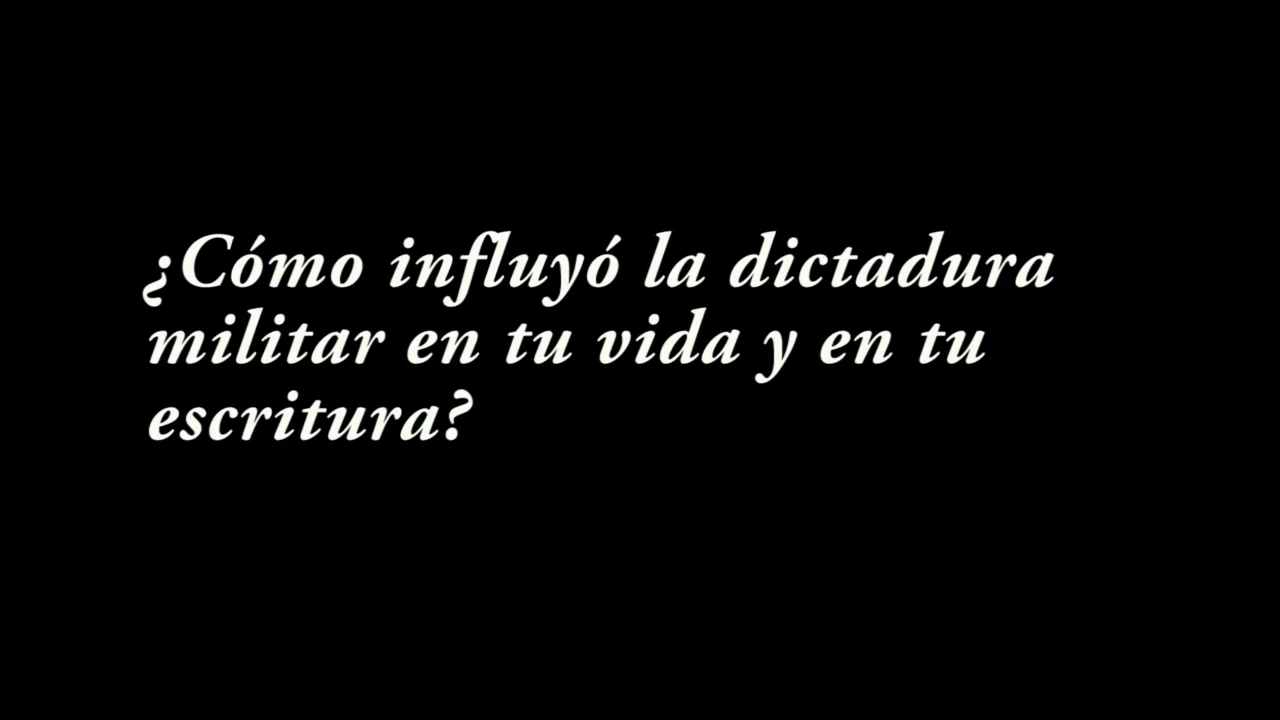 ¿Cómo influyó la dictadura
militar en tu vida y en tu
escritura?